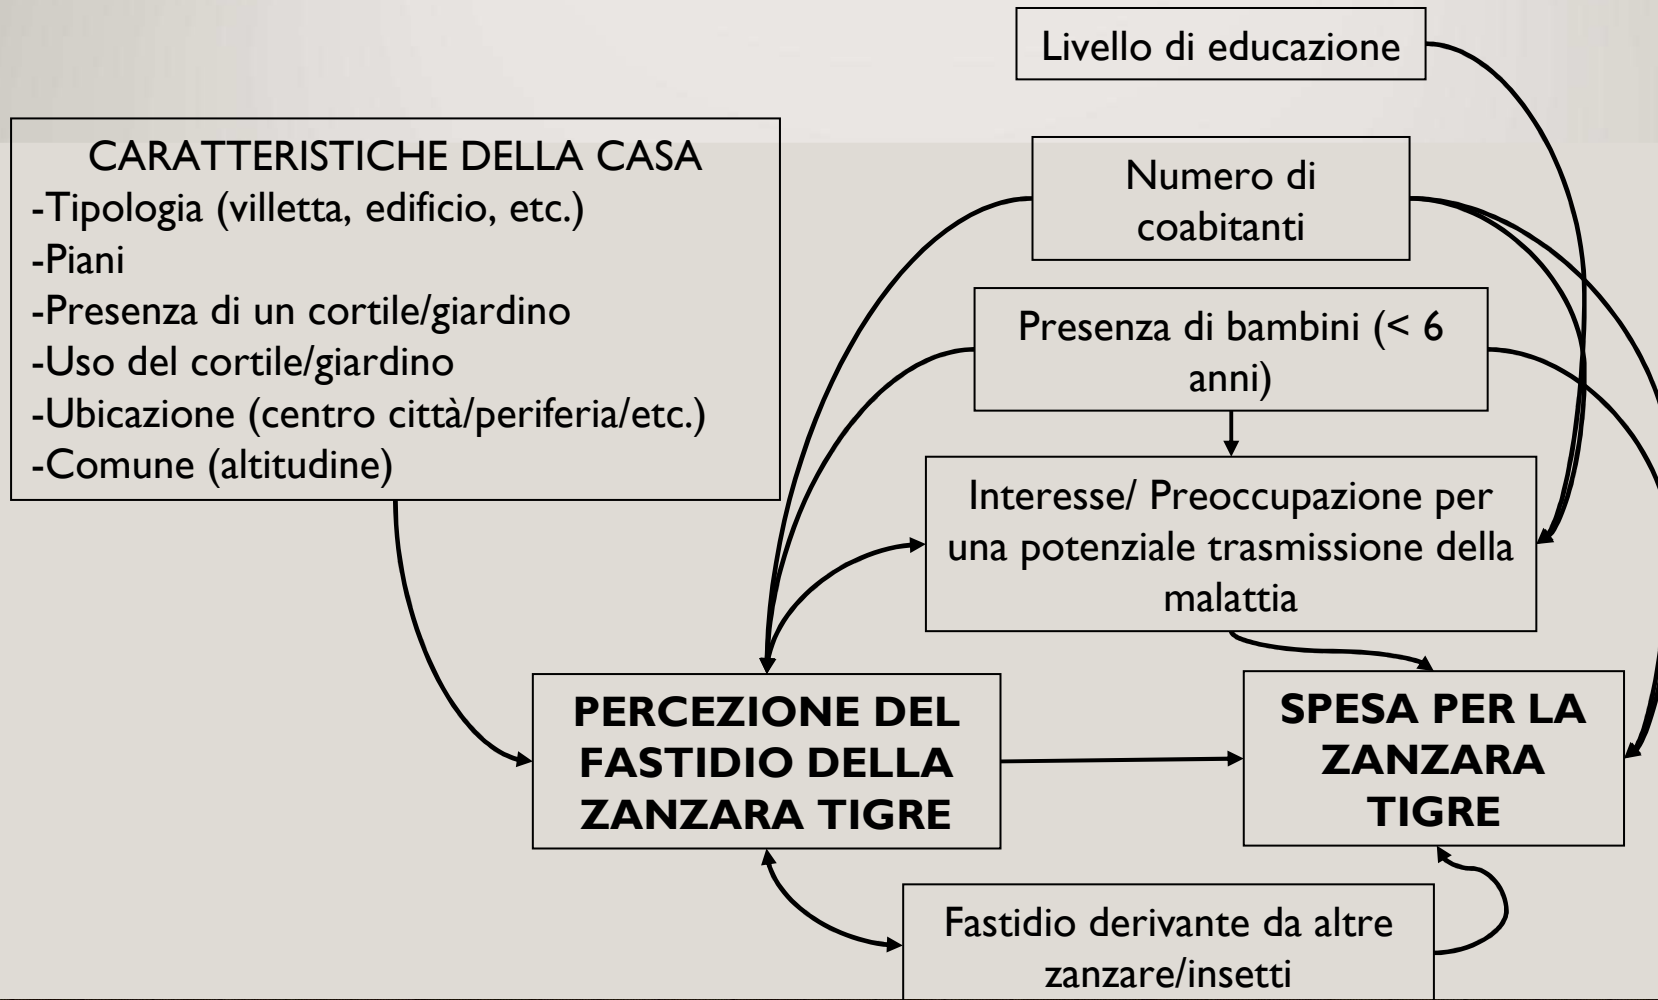 Livello di educazione
CARATTERISTICHE DELLA CASA
-Tipologia (villetta, edificio, etc.)
-Piani
-Presenza di un cortile/giardino
-Uso del cortile/giardino
-Ubicazione (centro città/periferia/etc.)
-Comune (altitudine)
Numero di
coabitanti
Presenza di bambini (< 6
anni)
Interesse/ Preoccupazione per
una potenziale trasmissione della
malattia
PERCEZIONE DEL
FASTIDIO DELLA
ZANZARA TIGRE
SPESA PER LA
ZANZARA
TIGRE
Fastidio derivante da altre
zanzare/insetti